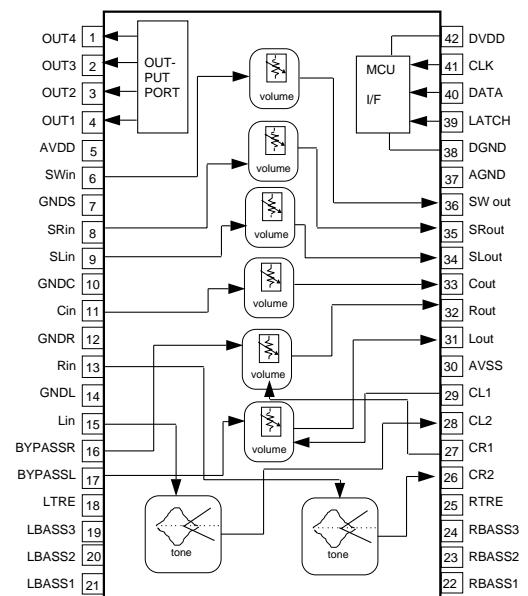 OUT4 1
OUT3 2
OUT2 3
OUT1 4
AVDD 5
SWin 6
GNDS 7
SRin 8
SLin 9
GNDC 10
Cin 11
GNDR 12
Rin 13
GNDL 14
Lin 15
BYPASSR 16
BYPASSL 17
LTRE 18
LBASS3 19
LBASS2 20
LBASS1 21
OUT-
PUT
PORT
volume
volume
volume
volume
volume
volume
tone
tone
MCU
I/F
42 DVDD
41 CLK
40 DATA
39 LATCH
38 DGND
37 AGND
36 SW out
35 SRout
34 SLout
33 Cout
32 Rout
31 Lout
30 AVSS
29 CL1
28 CL2
27 CR1
26 CR2
25 RTRE
24 RBASS3
23 RBASS2
22 RBASS1